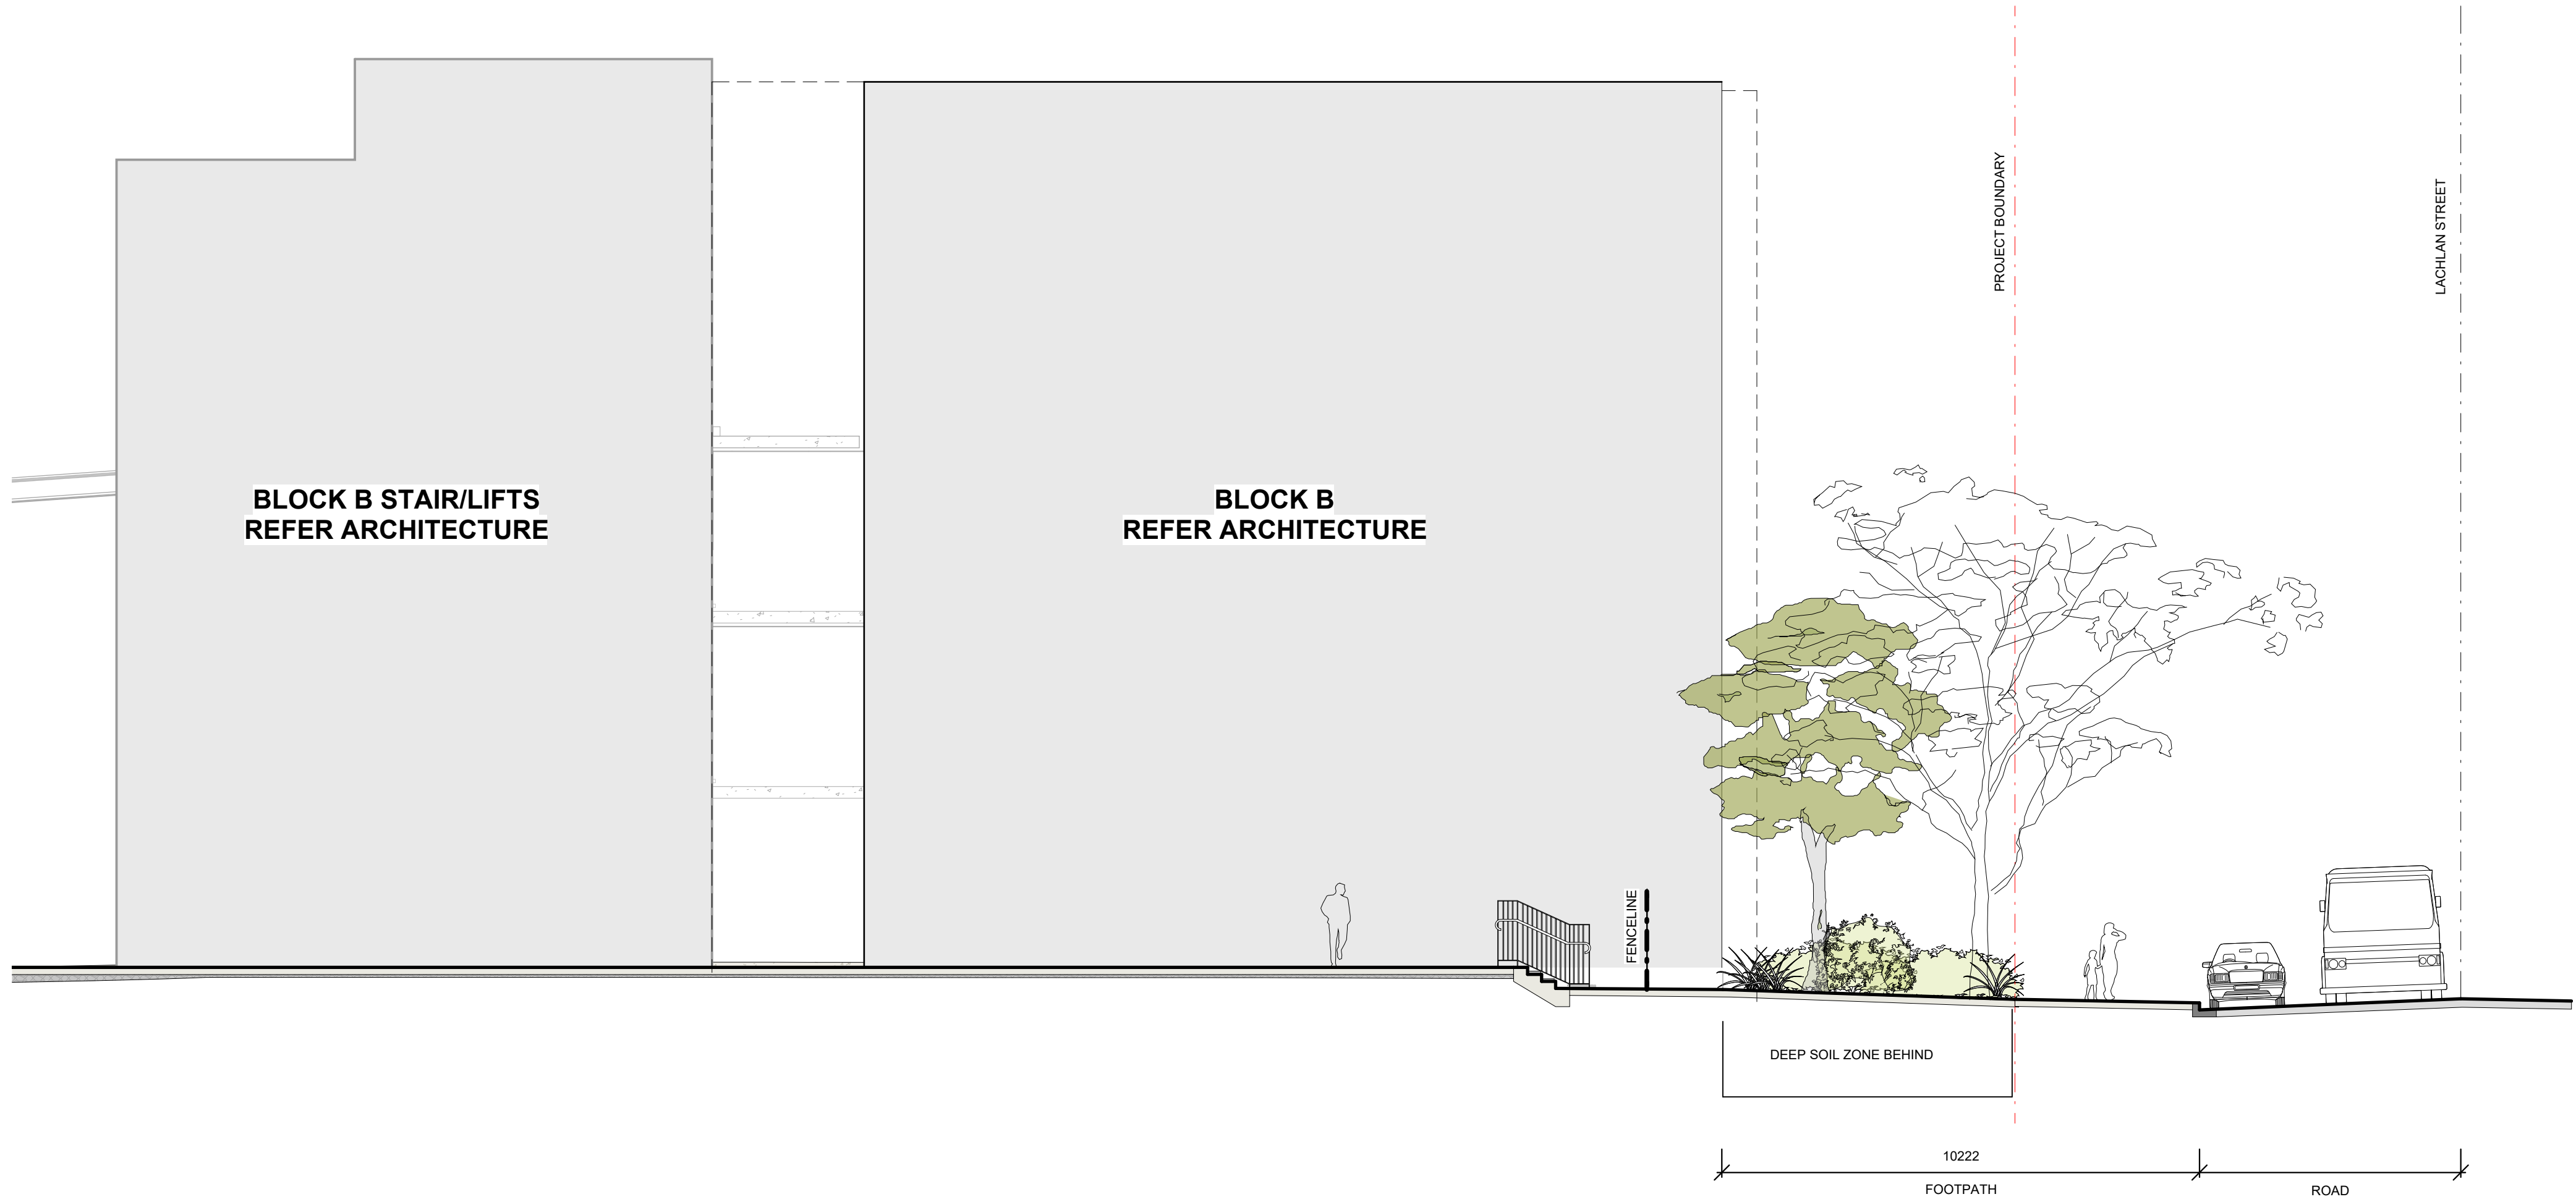 PROJECT BOUNDARY
LACHLAN STREET
BLOCK B STAIR/LIFTS
REFER ARCHITECTURE
BLOCK B
REFER ARCHITECTURE
FENCELINE
DEEP SOIL ZONE BEHIND
10222
FOOTPATH
ROAD